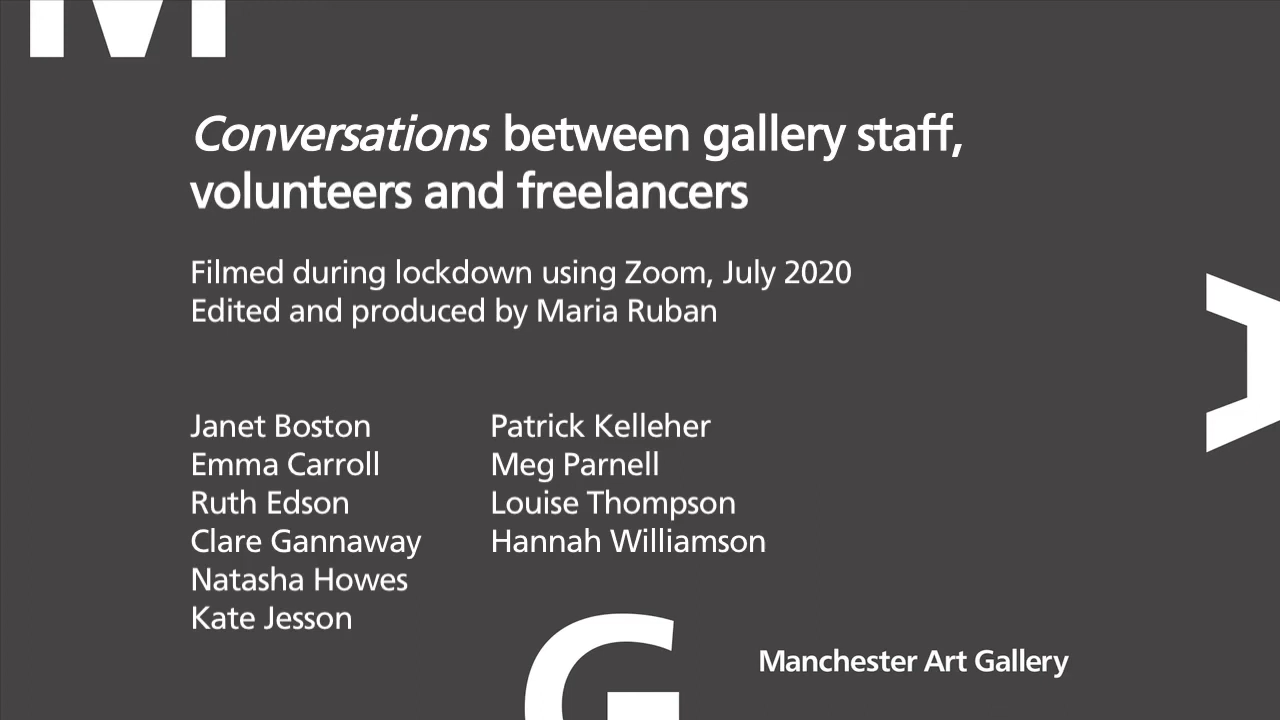 M
Conversations between gallery staff,
volunteers and freelancers
Filmed during lockdown using Zoom, July 2020
Edited and produced by Maria Ruban
A
Janet Boston
Emma Carroll
Ruth Edson
Clare Gannaway
Natasha Howes
Kate Jesson
Patrick Kelleher
Meg Parnell
Louise Thompson
Hannah Williamson
G
Manchester Art Gallery